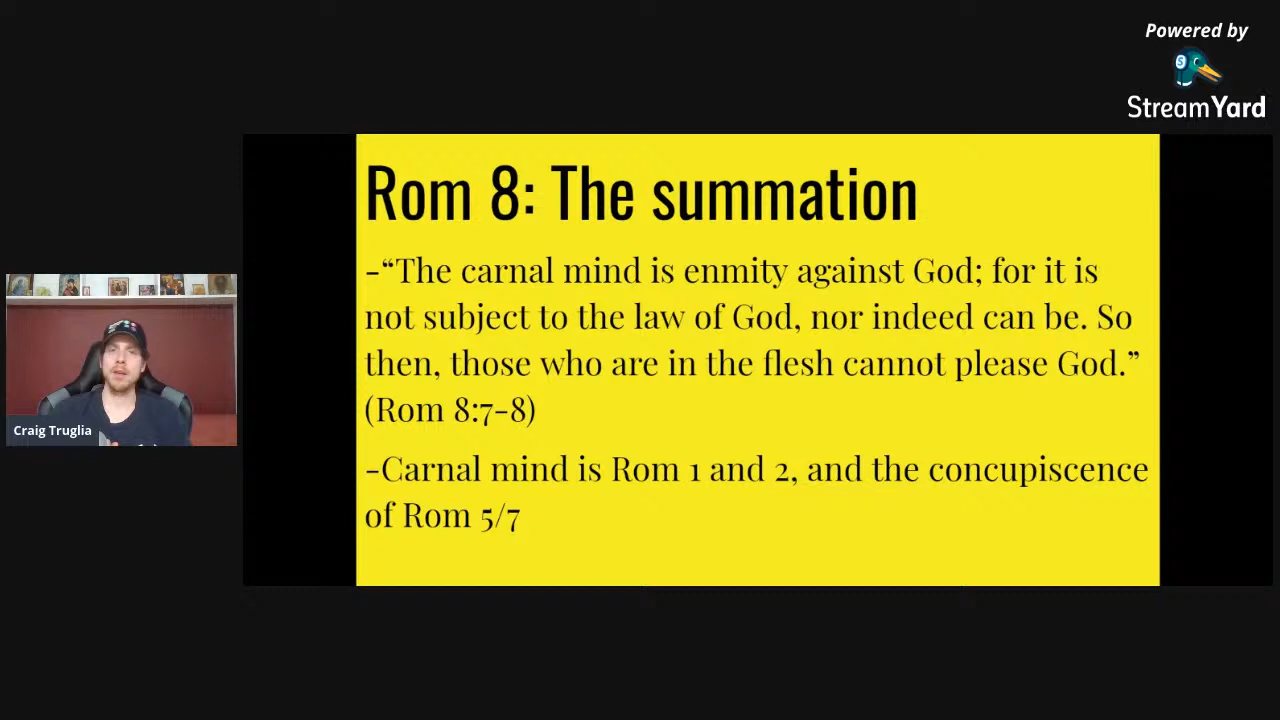 Powered by
StreamYard
Rom 8: The summation
-“The carnal mind is enmity against God; for it is
not subject to the law of God, nor indeed can be. So
then, those who are in the flesh cannot please God.”
(Rom 8:7-8)
-Carnal mind is Rom 1 and 2, and the concupiscence
of Rom 5/7
Craig Truglia